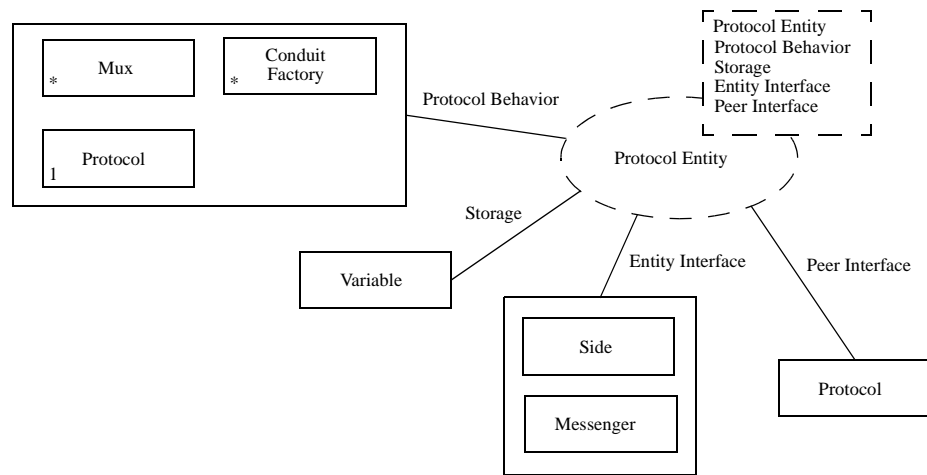 Protocol Entity
Protocol Behavior
Storage
Entity Interface
Peer Interface
Mux
*
Conduit
Factory
*
Protocol
1
Protocol Behavior
Protocol Entity
Storage
Variable
Entity Interface
Peer Interface
Side
Messenger
Protocol